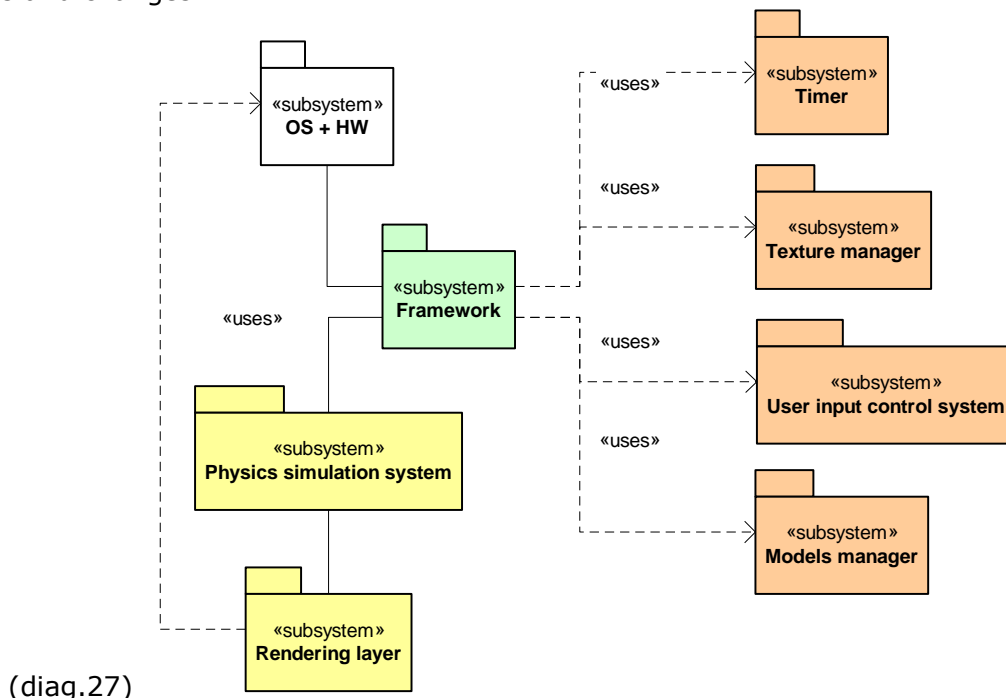 «subsystem»
OS + HW
«uses»
«subsystem»
Timer
«uses»
«subsystem»
Texture manager
«subsystem»
Framework
«uses»
«uses»
«subsystem»
User input control system
«uses»
«subsystem»
Physics simulation system
«subsystem»
Models manager
«subsystem»
Rendering layer
(diag.27)